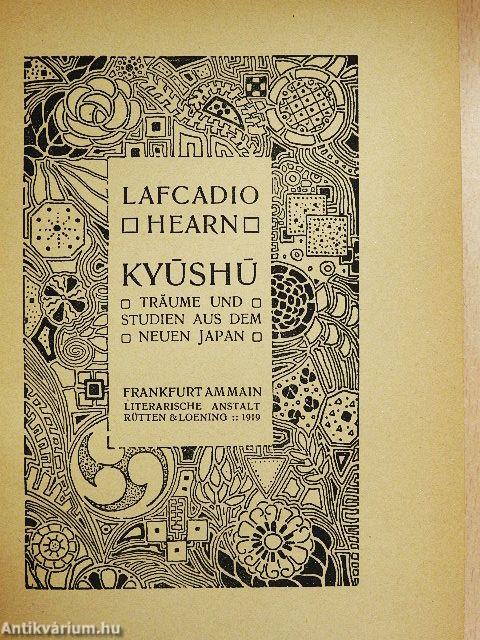 LAFCADIO
HEARN
KYŪSHŪ
TRÄUME UND
STUDIEN AUS DEM
NEUEN JAPAN
FRANKFURT AM MAIN
LITERARISCHE ANSTALT
RÜTTEN & LOENING :: 1919
Antikvárium.hu